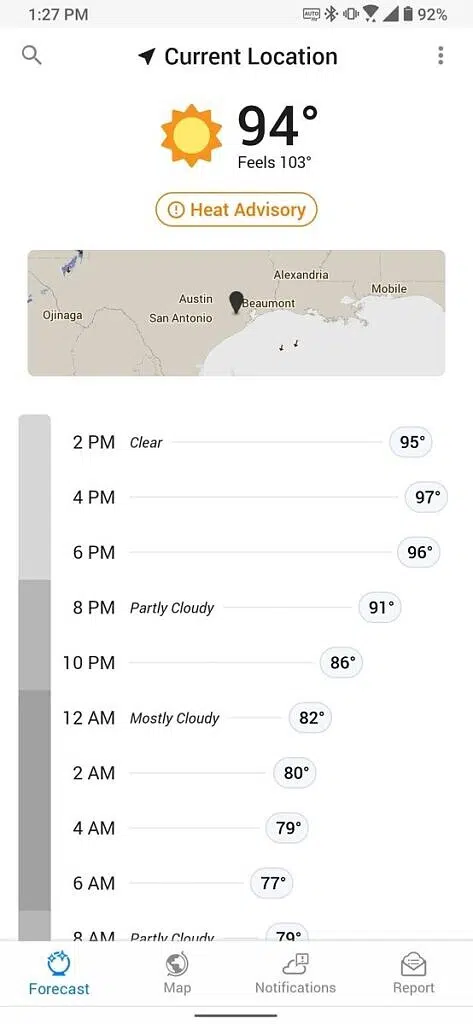 1:27 PM
AUTO
92%
Current Location
94°
Feels 103°
Heat Advisory
Alexandria
Mobile
Austin
Beaumont
Ojinaga
San Antonio
2 PM Clear 95°
4 PM 97°
6 PM 96°
8 PM Partly Cloudy 91°
10 PM 86°
12 AM Mostly Cloudy 82°
2 AM 80°
4 AM 79°
6 AM 77°
8 AM Partly Cloudy 79°
Forecast
Map
Notifications
Report